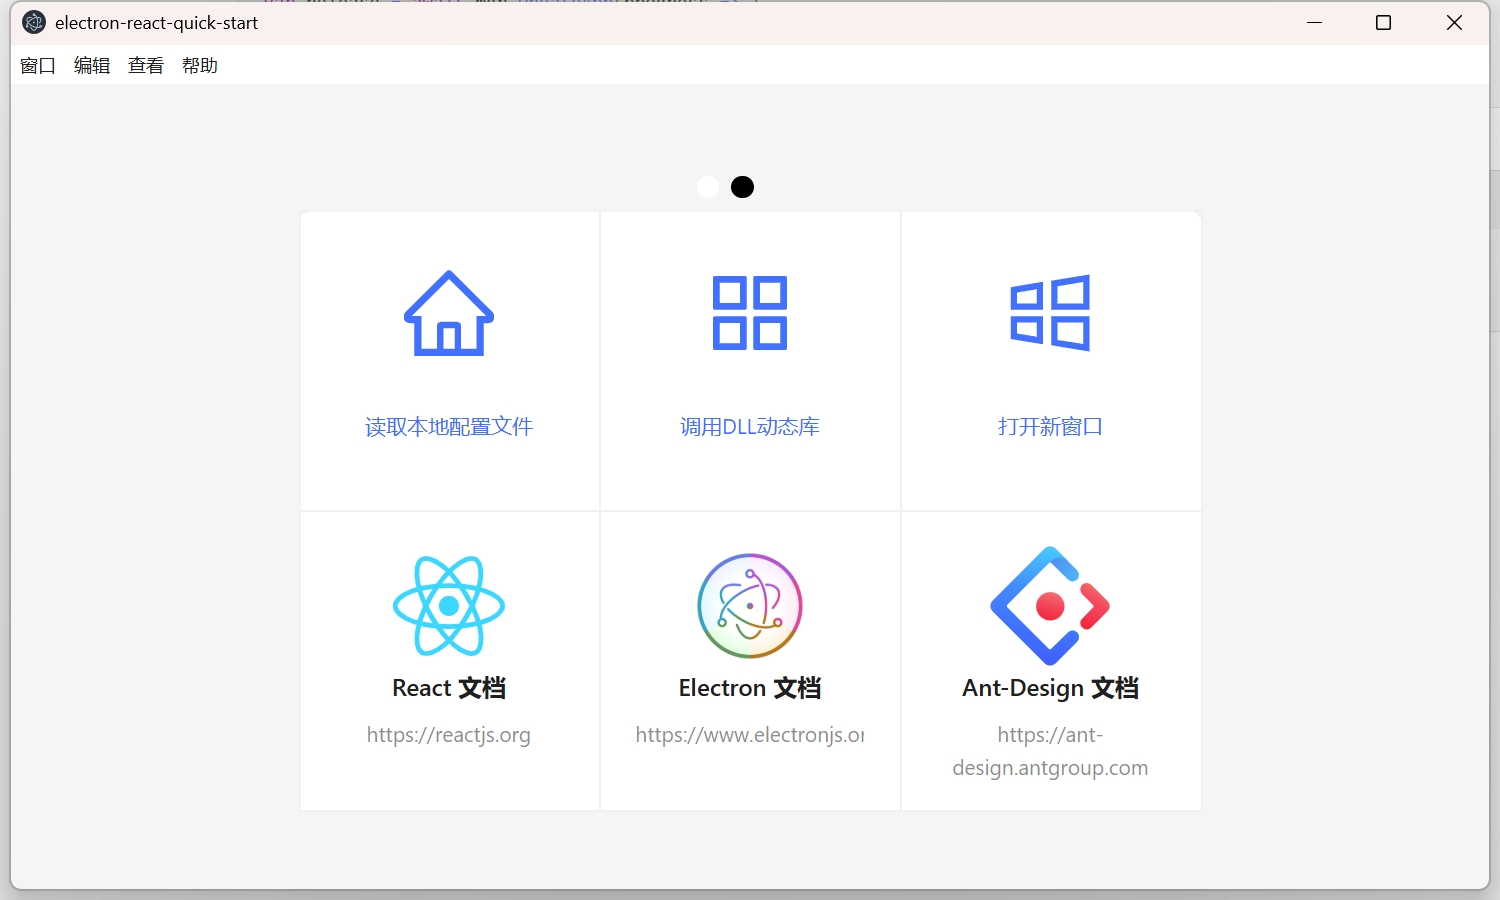 electron-react-quick-start
窗口 编辑 查看 帮助
读取本地配置文件
调用DLL动态库
打开新窗口
React 文档
https://reactjs.org
Electron 文档
https://www.electronjs.or
Ant-Design 文档
https://ant-
design.antgroup.com